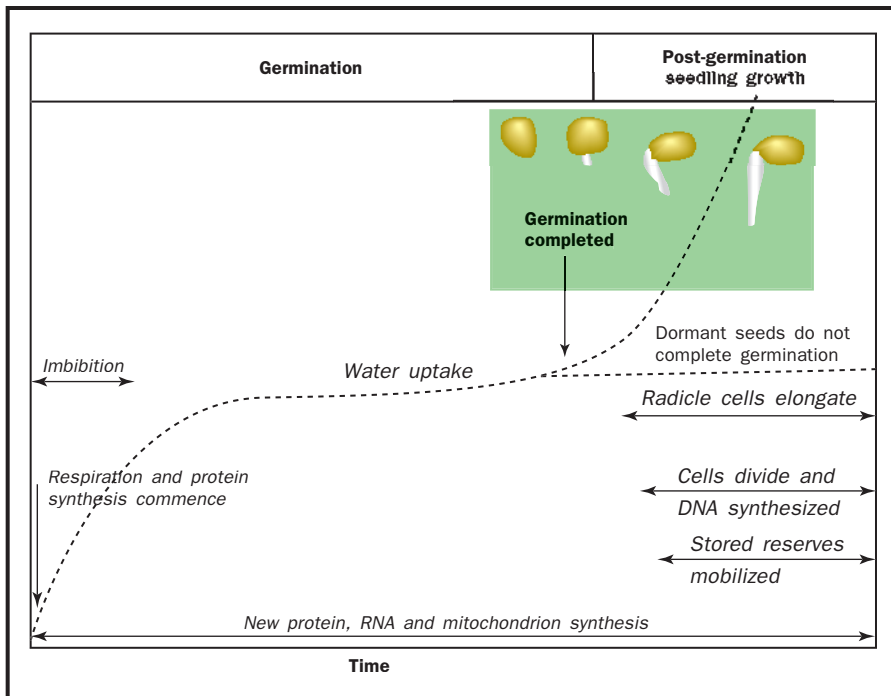 Germination
Post-germination
seedling growth
Germination
completed
Imbibition
Water uptake
Dormant seeds do not
complete germination
Radicle cells elongate
Respiration and protein
synthesis commence
Cells divide and
DNA synthesized
Stored reserves
mobilized
New protein, RNA and mitochondrion synthesis
Time